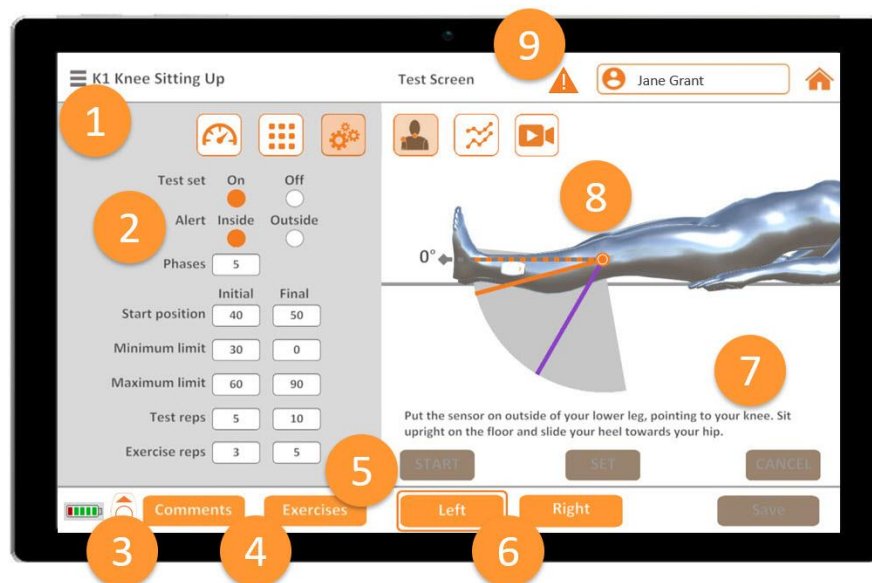 9
K1 Knee Sitting Up
Test Screen
!
Jane Grant
1
Test set On Off
2
Alert Inside Outside
8
Phases 5
0°
Initial Final
Start position 40 50
Minimum limit 30 0
Maximum limit 60 90
7
Test reps 5 10
Put the sensor on outside of your lower leg, pointing to your knee. Sit
upright on the floor and slide your heel towards your hip.
Exercise reps 3 5
5
START SET CANCEL
Comments Exercises Left Right Save
3
4
6